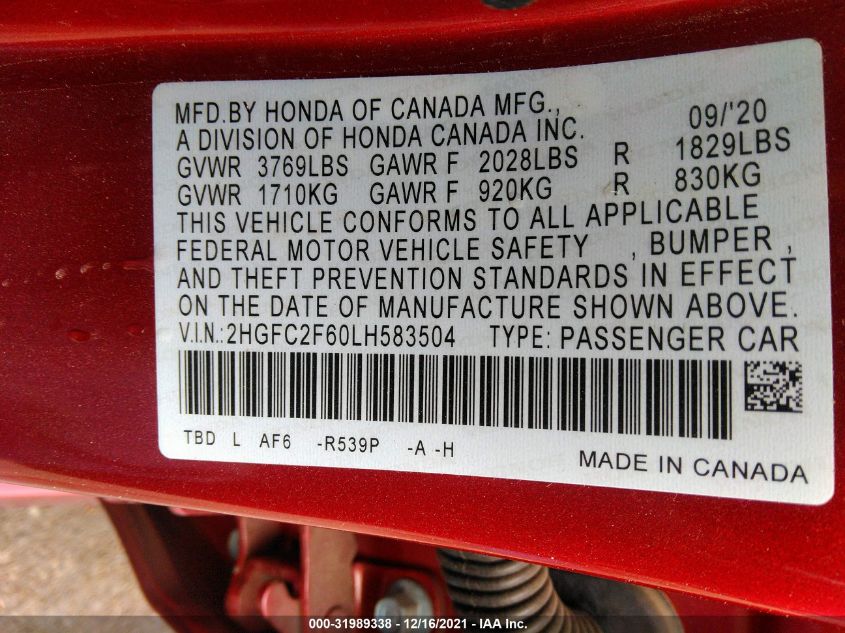 MFD.BY HONDA OF CANADA MFG., 09/'20
A DIVISION OF HONDA CANADA INC.
GVWR 3769LBS GAWR F 2028LBS R 1829LBS
GVWR 1710KG GAWR F 920KG R 830KG
THIS VEHICLE CONFORMS TO ALL APPLICABLE
FEDERAL MOTOR VEHICLE SAFETY , BUMPER ,
AND THEFT PREVENTION STANDARDS IN EFFECT
ON THE DATE OF MANUFACTURE SHOWN ABOVE.
V.I.N.:2HGFC2F60LH583504 TYPE: PASSENGER CAR
TBD L AF6 -R539P -A -H
MADE IN CANADA
000-31989338 - 12/16/2021 - IAA Inc.